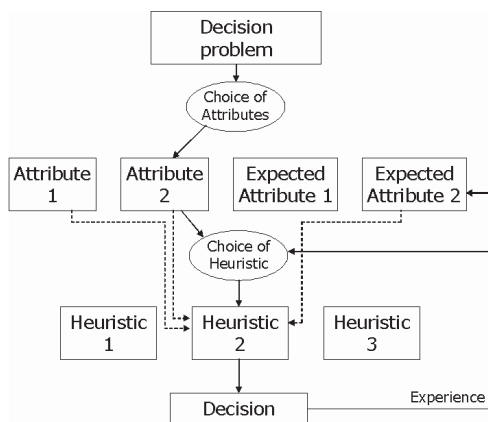 Decision
problem
Choice of
Attributes
Attribute
1
Attribute
2
Expected
Attribute 1
Expected
Attribute 2
Choice of
Heuristic
Heuristic
1
Heuristic
2
Heuristic
3
Decision
Experience